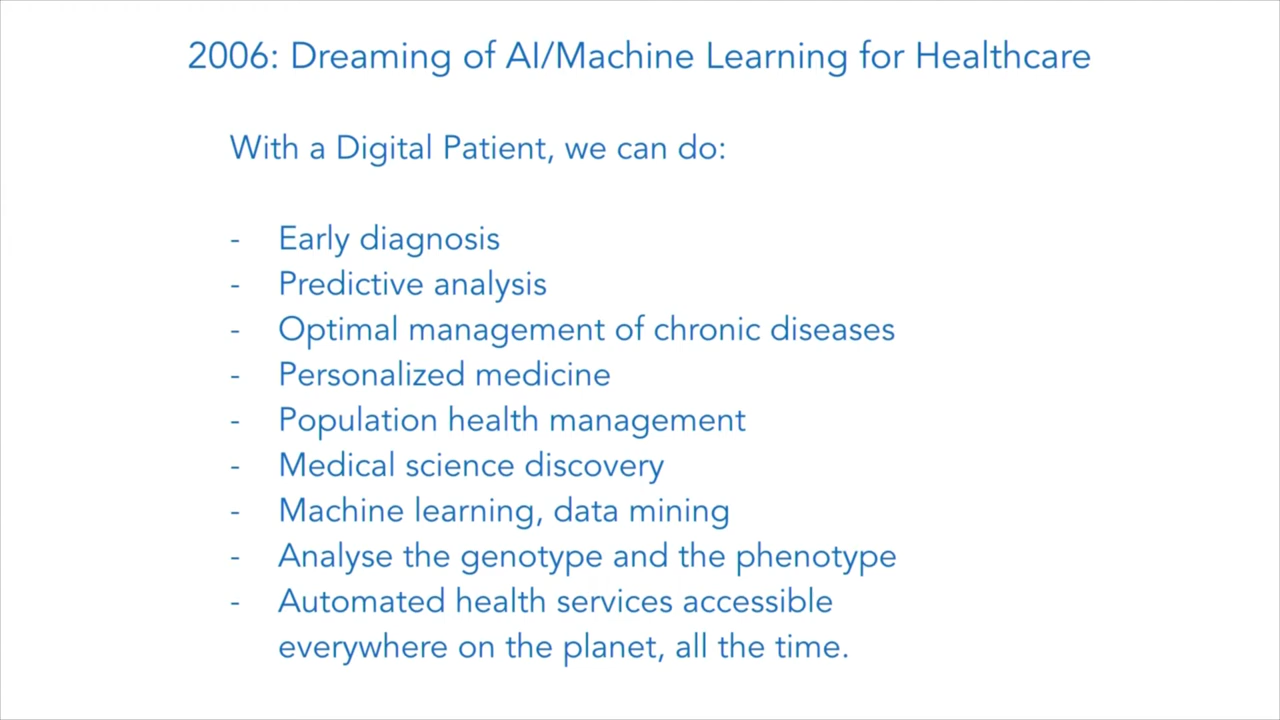 2006: Dreaming of AI/Machine Learning for Healthcare
With a Digital Patient, we can do:
- Early diagnosis
- Predictive analysis
- Optimal management of chronic diseases
- Personalized medicine
- Population health management
- Medical science discovery
- Machine learning, data mining
- Analyse the genotype and the phenotype
- Automated health services accessible
everywhere on the planet, all the time.